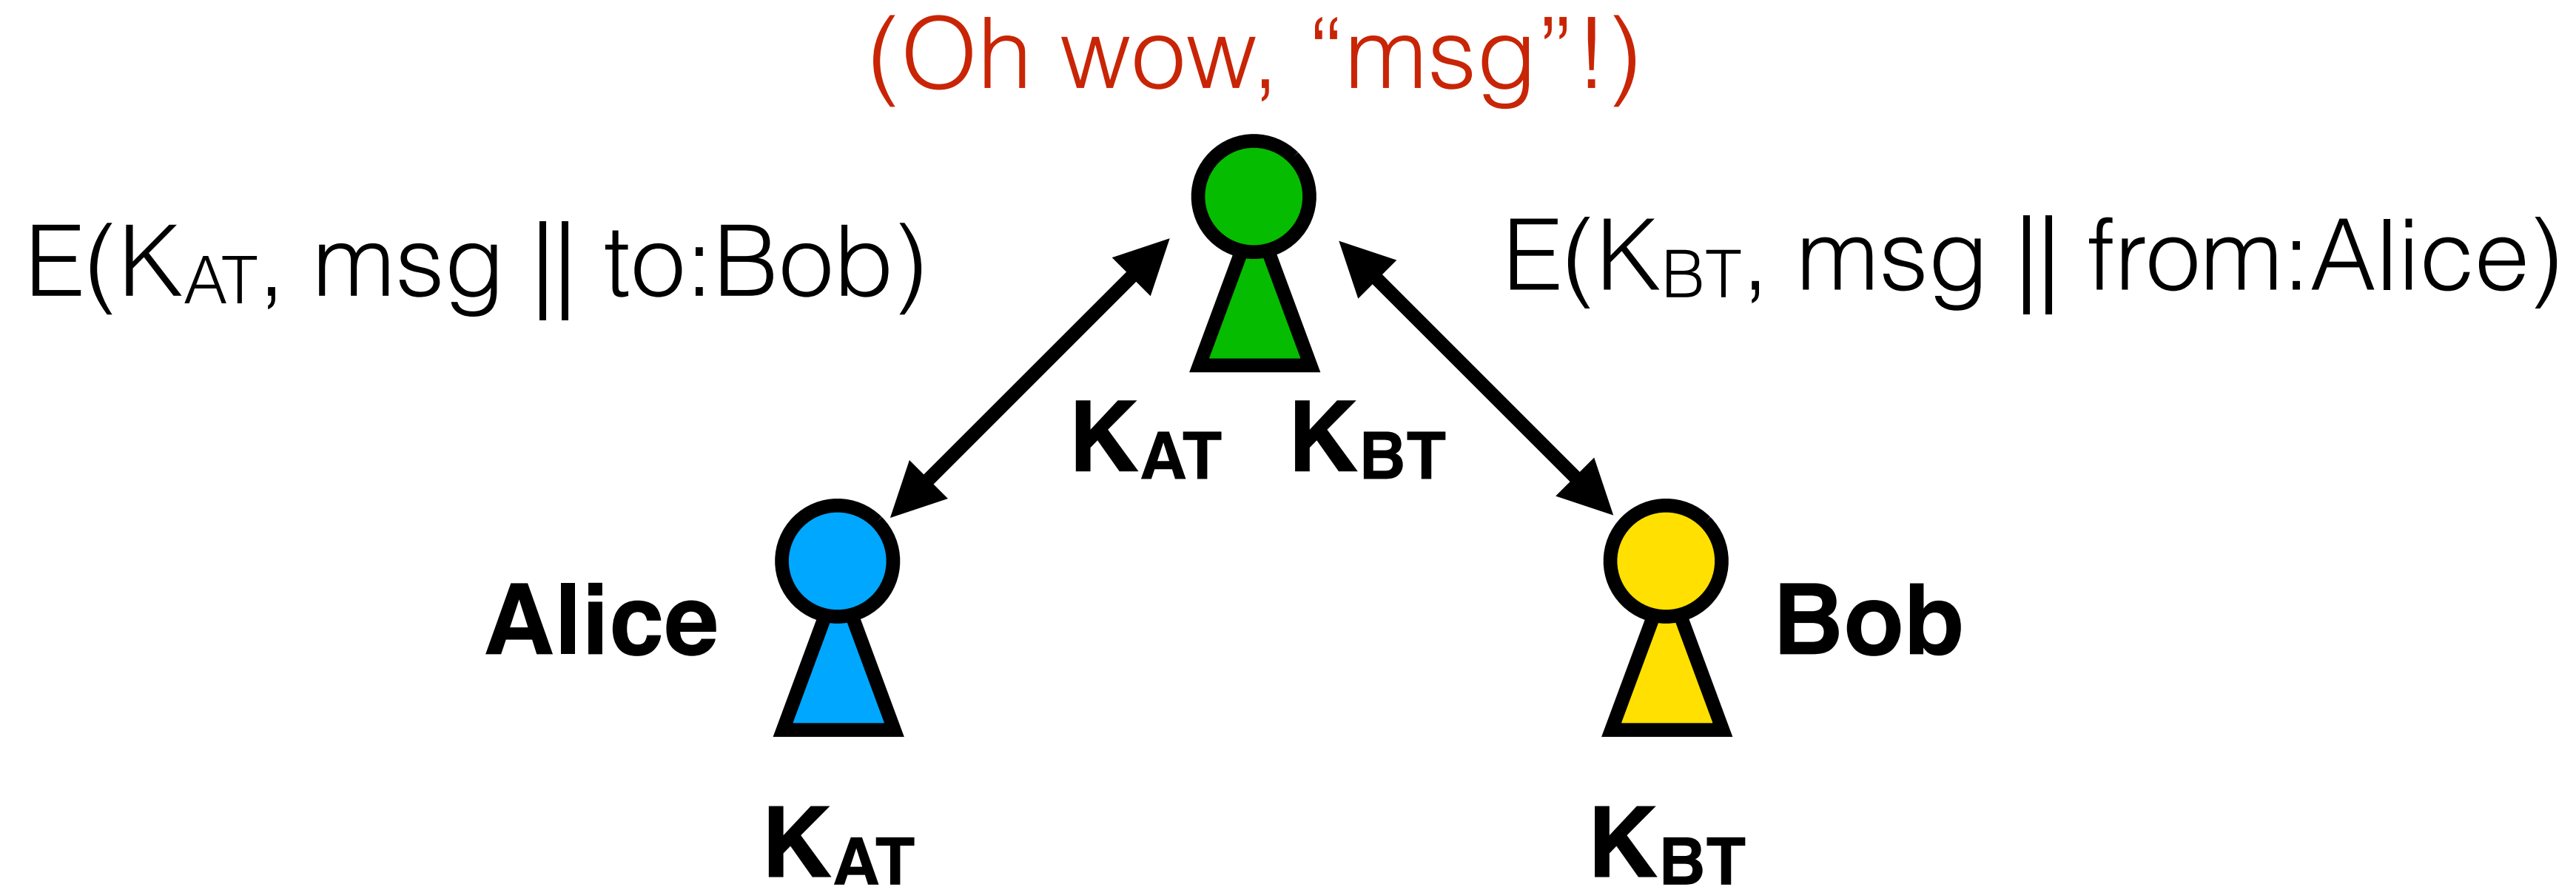 (Oh wow, “msg”!)
E(KAT, msg || to:Bob)
E(KBT, msg || from:Alice)
KAT
KBT
Alice
Bob
KAT
KBT